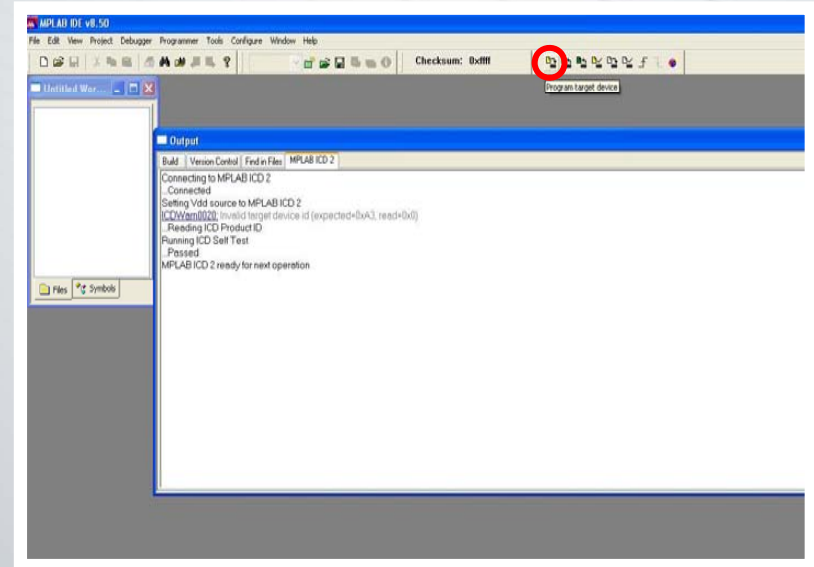 MPLAB IDE v8.50
File Edit View Project Debugger Programmer Tools Configure Window Help
Checksum: 0xffff
Program target device
Untitled Wor...
Output
Build Version Control Find in Files MPLAB ICD 2
Connecting to MPLAB ICD 2
...Connected
Setting Vdd source to MPLAB ICD 2
ICDWarn0020: Invalid target device id (expected=0xA3, read=0x0)
...Reading ICD Product ID
Running ICD Self Test
...Passed
MPLAB ICD 2 ready for next operation
Files Symbols